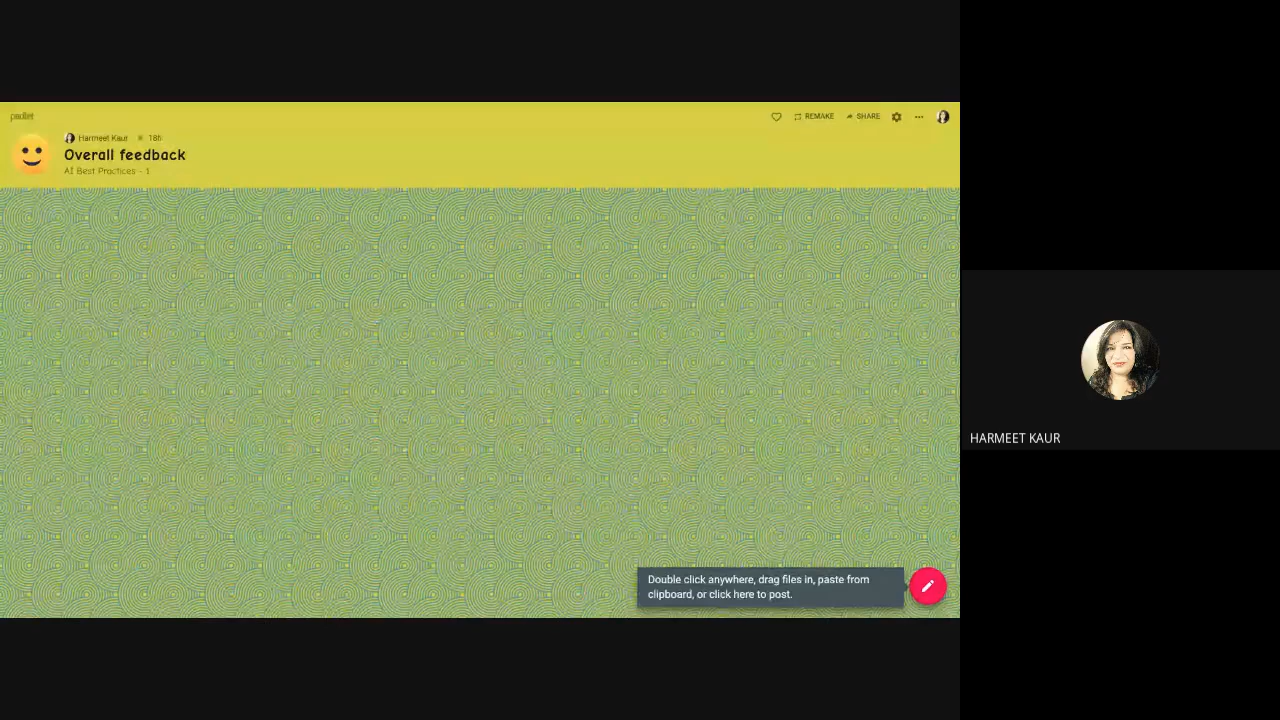 padlet
REMAKE
SHARE
Harmeet Kaur
18h
Overall feedback
AI Best Practices - 1
Double click anywhere, drag files in, paste from
clipboard, or click here to post.
HARMEET KAUR